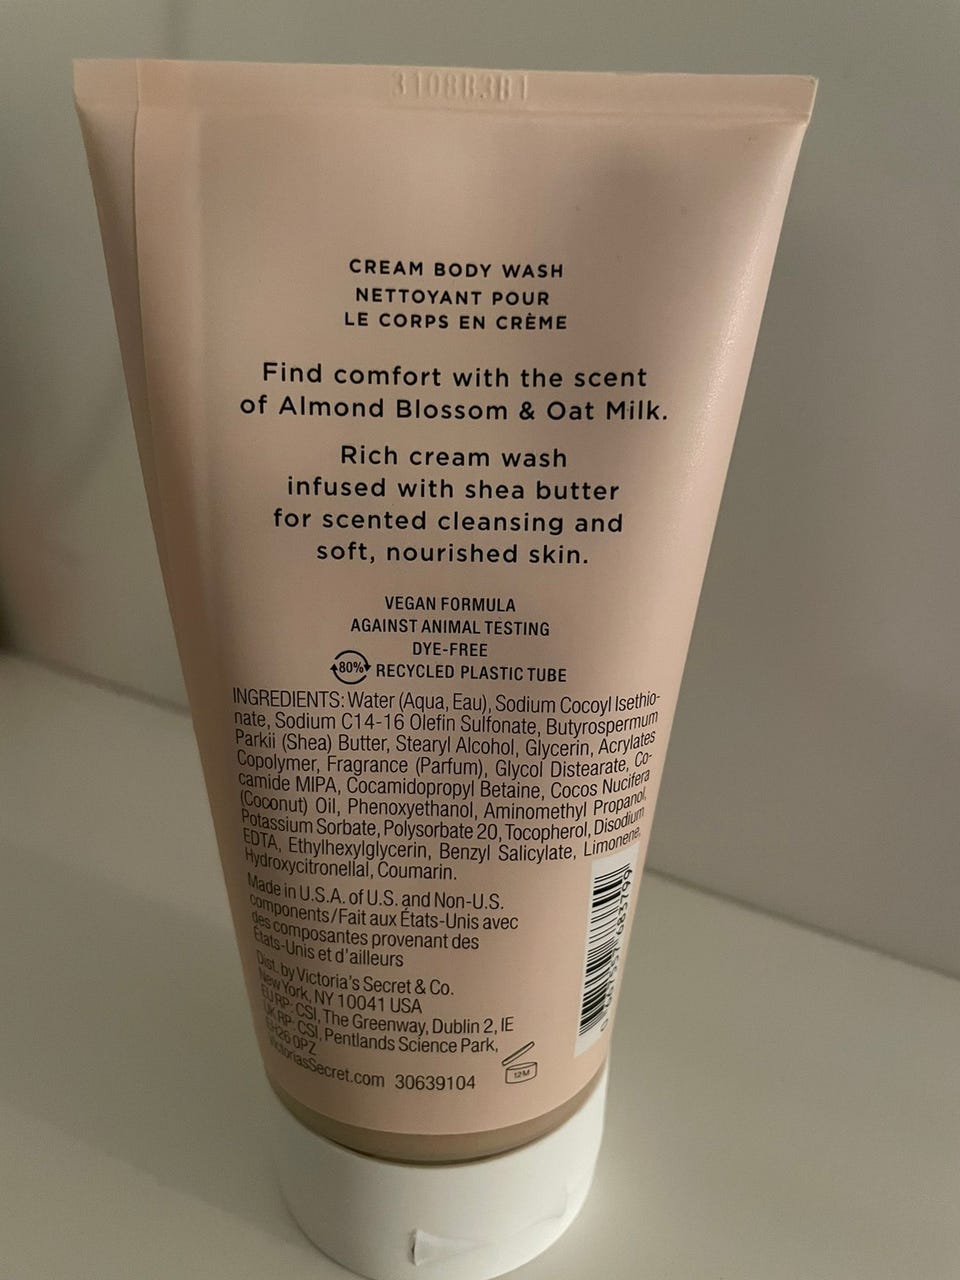 CREAM BODY WASH
NETTOYANT POUR
LE CORPS EN CRÈME
Find comfort with the scent
of Almond Blossom & Oat Milk.
Rich cream wash
infused with shea butter
for scented cleansing and
soft, nourished skin.
VEGAN FORMULA
AGAINST ANIMAL TESTING
DYE-FREE
80% RECYCLED PLASTIC TUBE
INGREDIENTS: Water (Aqua, Eau), Sodium Cocoyl Isethio-
nate, Sodium C14-16 Olefin Sulfonate, Butyrospermum
Parkii (Shea) Butter, Stearyl Alcohol, Glycerin, Acrylates
Copolymer, Fragrance (Parfum), Glycol Distearate, Co-
camide MIPA, Cocamidopropyl Betaine, Cocos Nucifera
(Coconut) Oil, Phenoxyethanol, Aminomethyl Propanol,
Potassium Sorbate, Polysorbate 20, Tocopherol, Disodium
EDTA, Ethylhexylglycerin, Benzyl Salicylate, Limonene,
Hydroxycitronellal, Coumarin.
Made in U.S.A. of U.S. and Non-U.S.
components/Fait aux États-Unis avec
des composantes provenant des
États-Unis et d'ailleurs
Dist. by Victoria's Secret & Co.
New York, NY 10041 USA
EU RP: CSI, The Greenway, Dublin 2, IE
UK RP: CSI, Pentlands Science Park,
EH26 0PZ
VictoriasSecret.com 30639104
12M